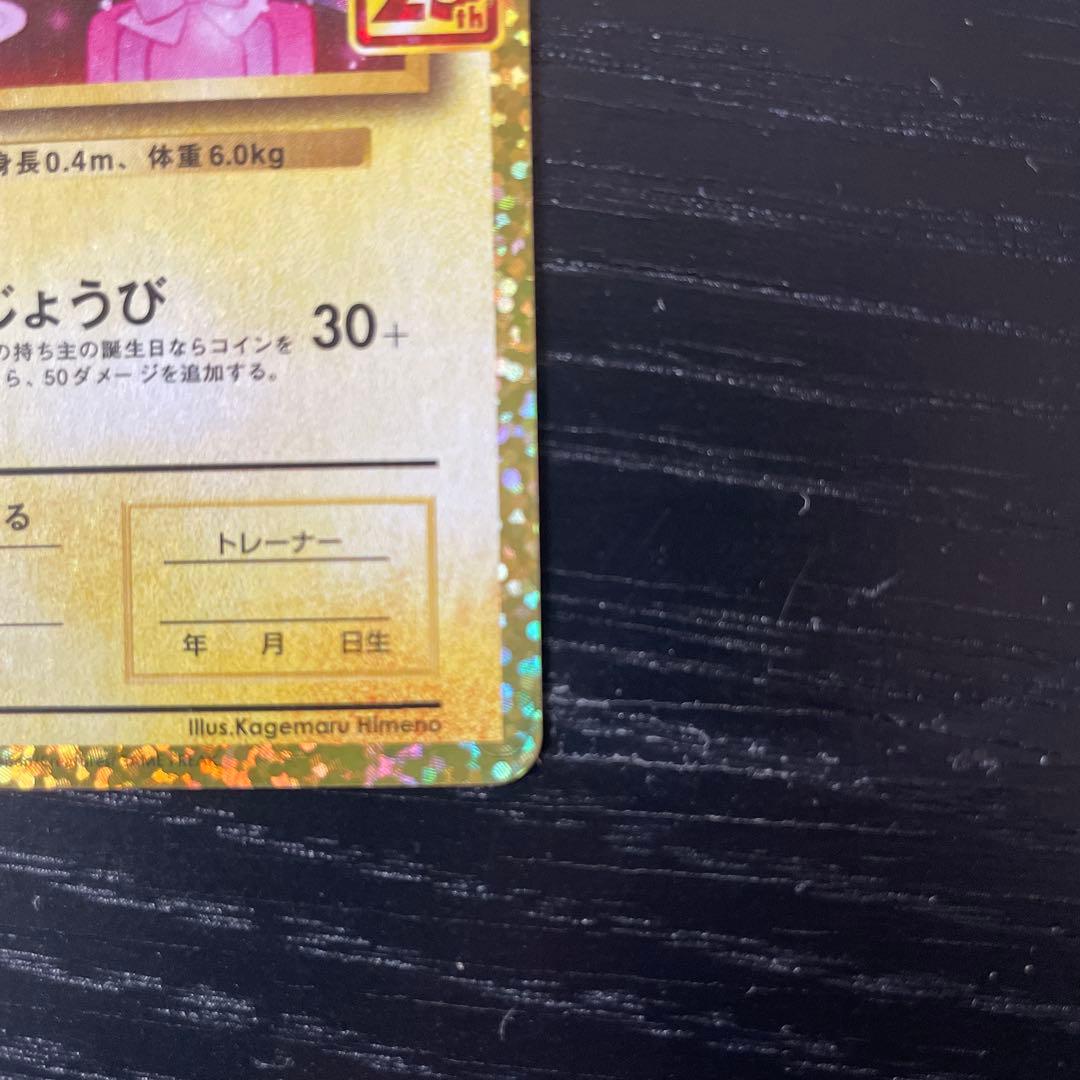 th
身長0.4m、体重6.0kg
じょうび 30+
の持ち主の誕生日ならコインを
ら、50ダメージを追加する。
る
トレーナー
年 月 日生
Illus.Kagemaru Himeno